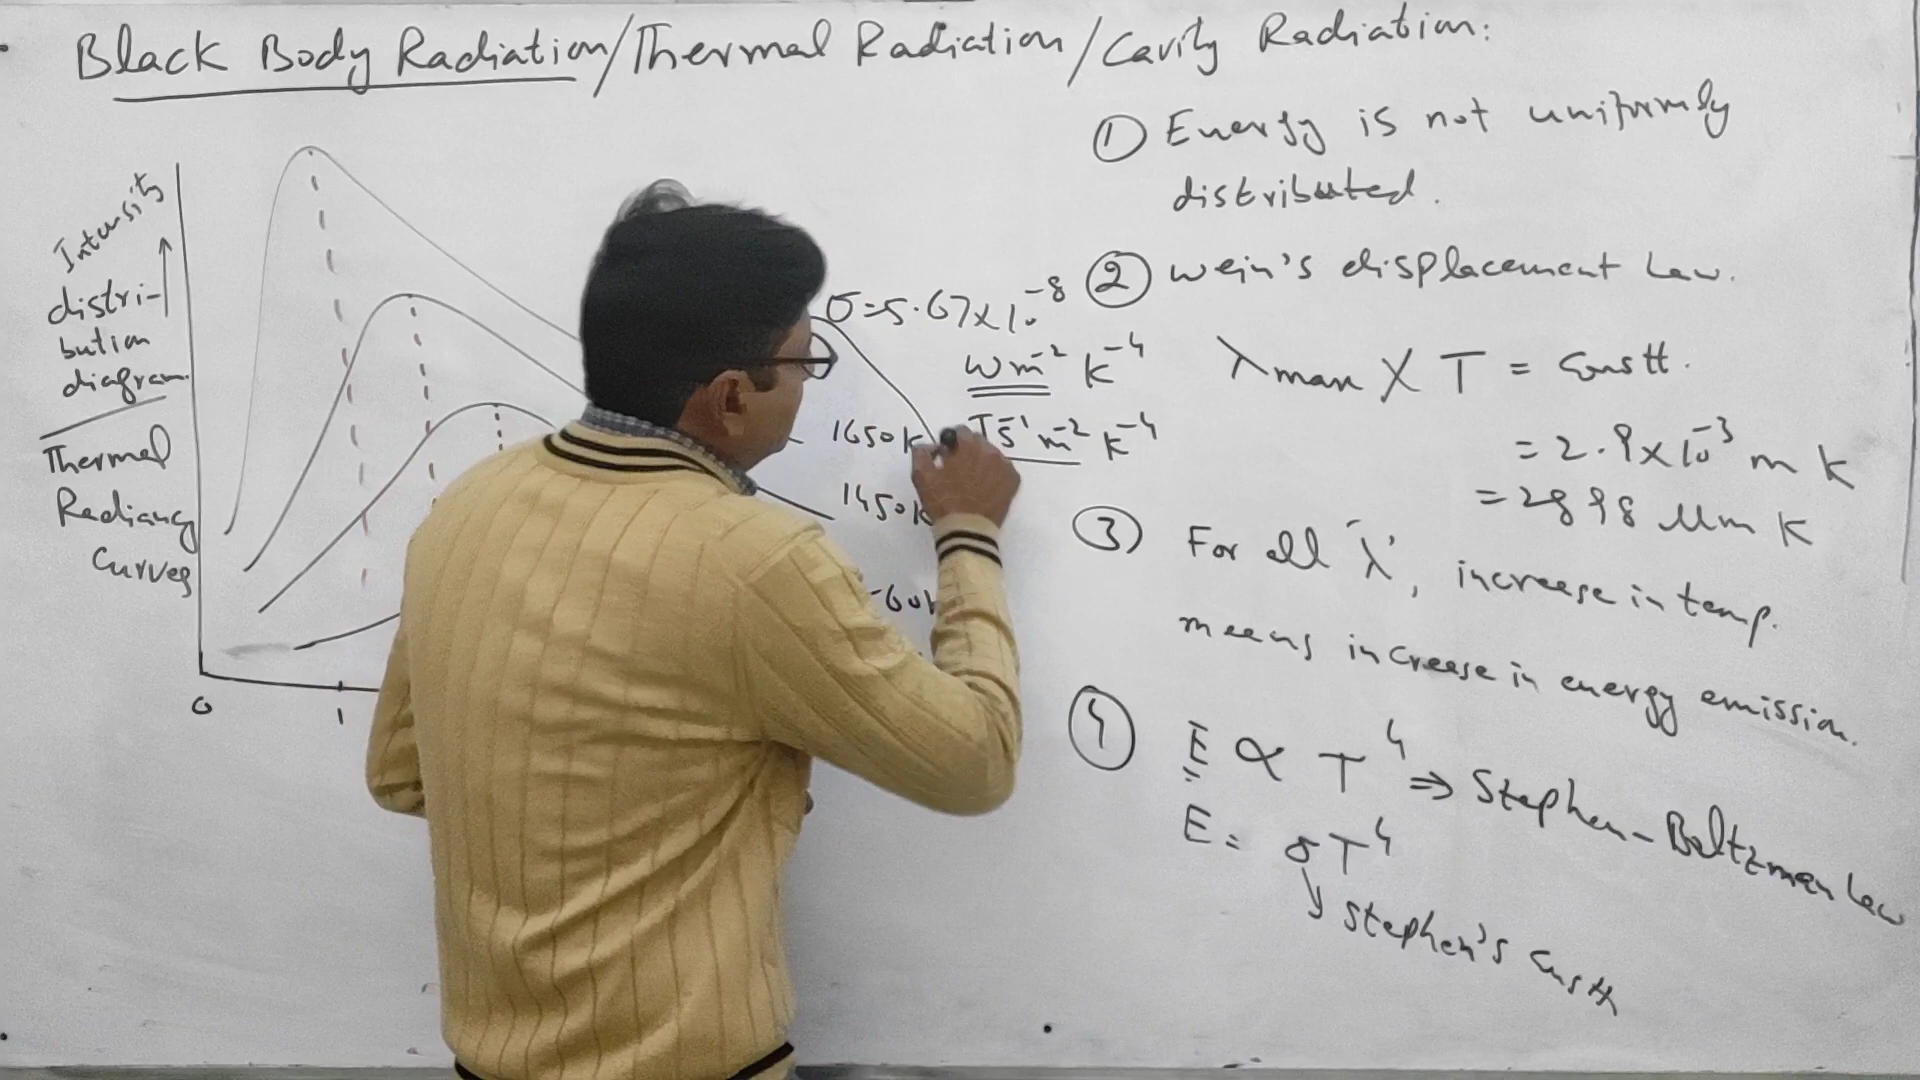 Black Body Radiation/Thermal Radiation/Cavity Radiation:
Intensity
distri-
bution
diagram
Thermal
Radiancy
Curves
0
1
σ=5.67×10⁻⁸
Wm⁻² K⁻⁴
JS⁻¹ m⁻² K⁻⁴
1650K
1450K
① Energy is not uniformly
distributed.
② Wein's displacement Law.
λmax × T = Constt.
= 2.9×10⁻³ m K
= 2898 μm K
③ For all 'λ', increase in temp.
means increase in energy emission.
④ E ∝ T⁴ ⇒ Stephen-Boltzman Law
E = σT⁴
Stephen's Constt